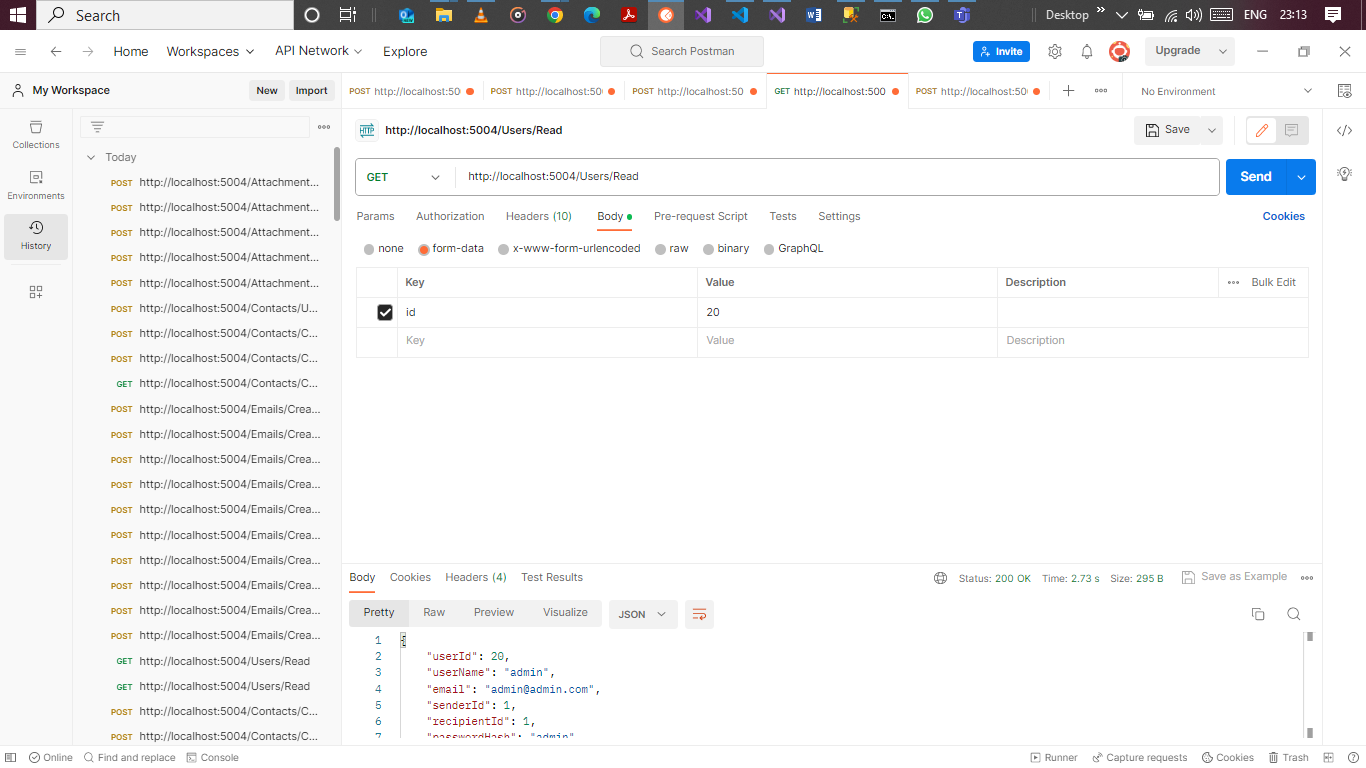 Search
Desktop
ENG
23:13
Home
Workspaces
API Network
Explore
Search Postman
Invite
Upgrade
My Workspace
New
Import
POST http://localhost:50
POST http://localhost:50
POST http://localhost:50
GET http://localhost:500
POST http://localhost:50
No Environment
Collections
Environments
History
Today
POST http://localhost:5004/Attachment...
POST http://localhost:5004/Attachment...
POST http://localhost:5004/Attachment...
POST http://localhost:5004/Attachment...
POST http://localhost:5004/Attachment...
POST http://localhost:5004/Contacts/U...
POST http://localhost:5004/Contacts/C...
POST http://localhost:5004/Contacts/C...
GET http://localhost:5004/Contacts/C...
POST http://localhost:5004/Emails/Crea...
POST http://localhost:5004/Emails/Crea...
POST http://localhost:5004/Emails/Crea...
POST http://localhost:5004/Emails/Crea...
POST http://localhost:5004/Emails/Crea...
POST http://localhost:5004/Emails/Crea...
POST http://localhost:5004/Emails/Crea...
POST http://localhost:5004/Emails/Crea...
POST http://localhost:5004/Emails/Crea...
POST http://localhost:5004/Emails/Crea...
GET http://localhost:5004/Users/Read
GET http://localhost:5004/Users/Read
POST http://localhost:5004/Contacts/C...
POST http://localhost:5004/Contacts/C...
HTTP http://localhost:5004/Users/Read
Save
GET http://localhost:5004/Users/Read
Send
Params Authorization Headers (10) Body Pre-request Script Tests Settings Cookies
none form-data x-www-form-urlencoded raw binary GraphQL
Key Value Description Bulk Edit
id 20
Key Value Description
Body Cookies Headers (4) Test Results
Status: 200 OK Time: 2.73 s Size: 295 B Save as Example
Pretty Raw Preview Visualize JSON
1 {
2 "userId": 20,
3 "userName": "admin",
4 "email": "admin@admin.com",
5 "senderId": 1,
6 "recipientId": 1,
7 "passwordHash": "admin"
Online Find and replace Console
Runner Capture requests Cookies Trash